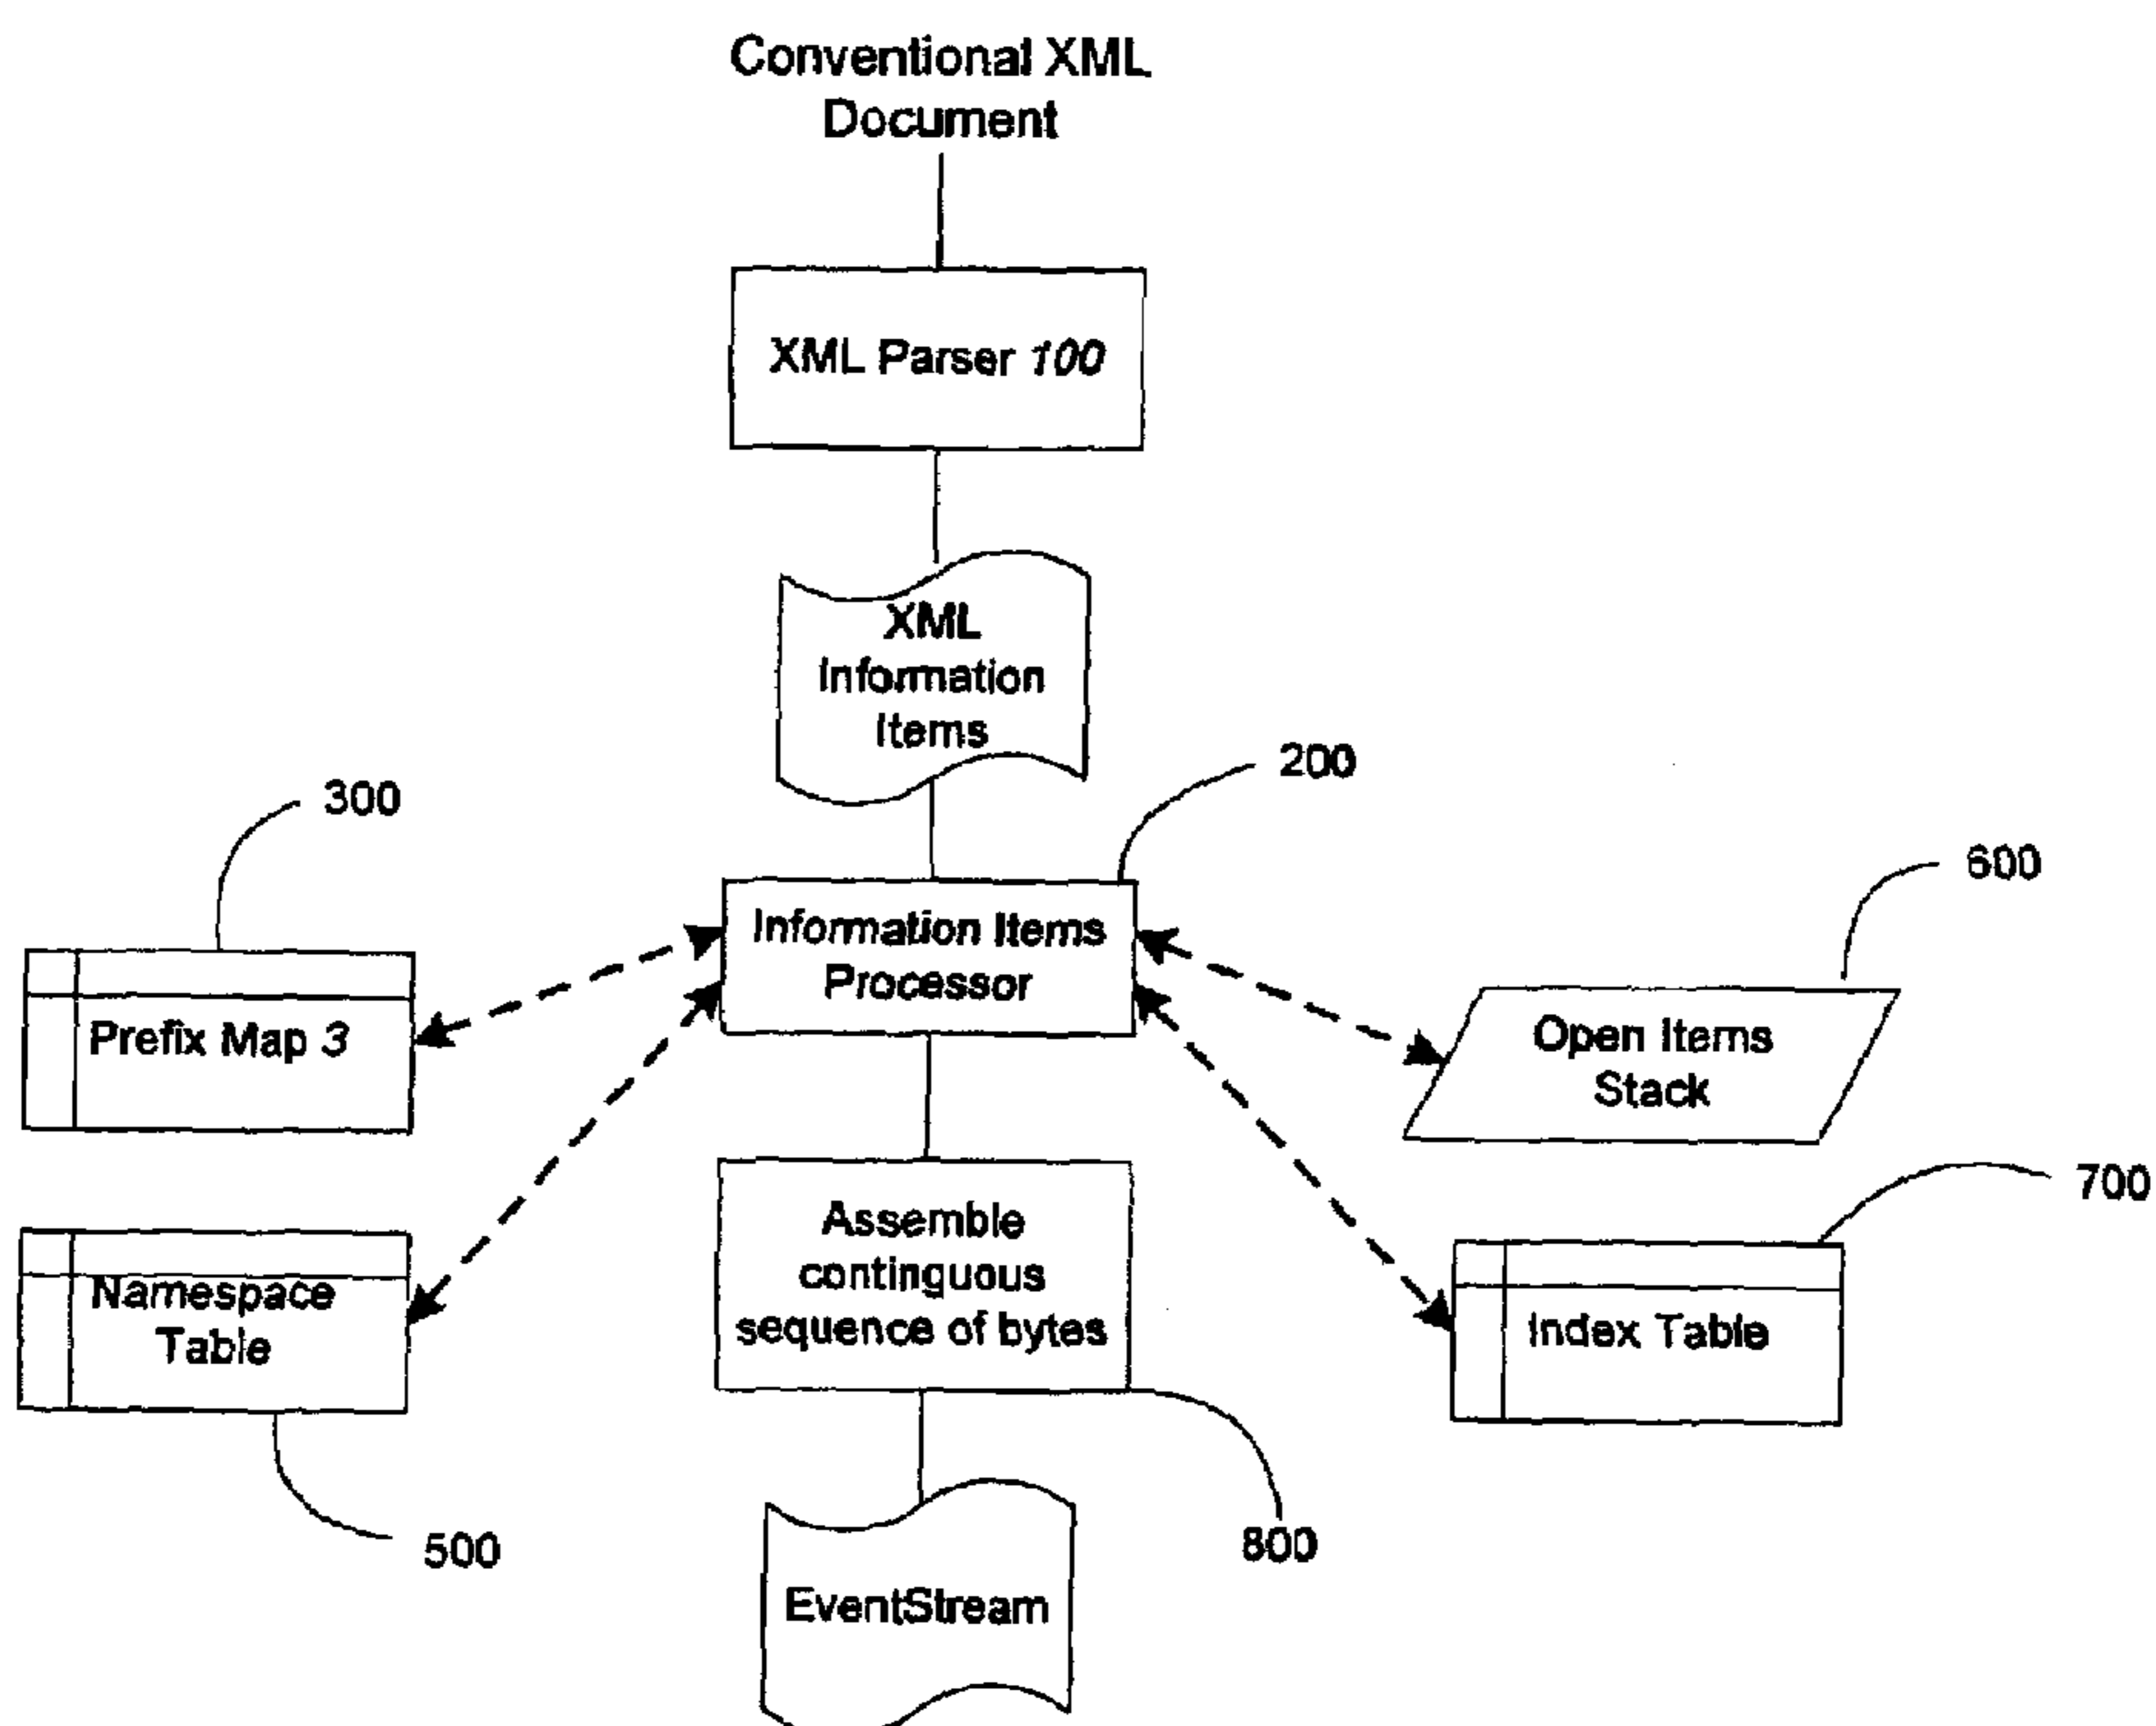 Conventional XML
Document
XML Parser 100
XML
Information
Items
200
300
600
Information Items
Processor
Prefix Map 3
Open Items
Stack
700
Assemble
continguous
sequence of bytes
Namespace
Table
Index Table
500
800
EventStream